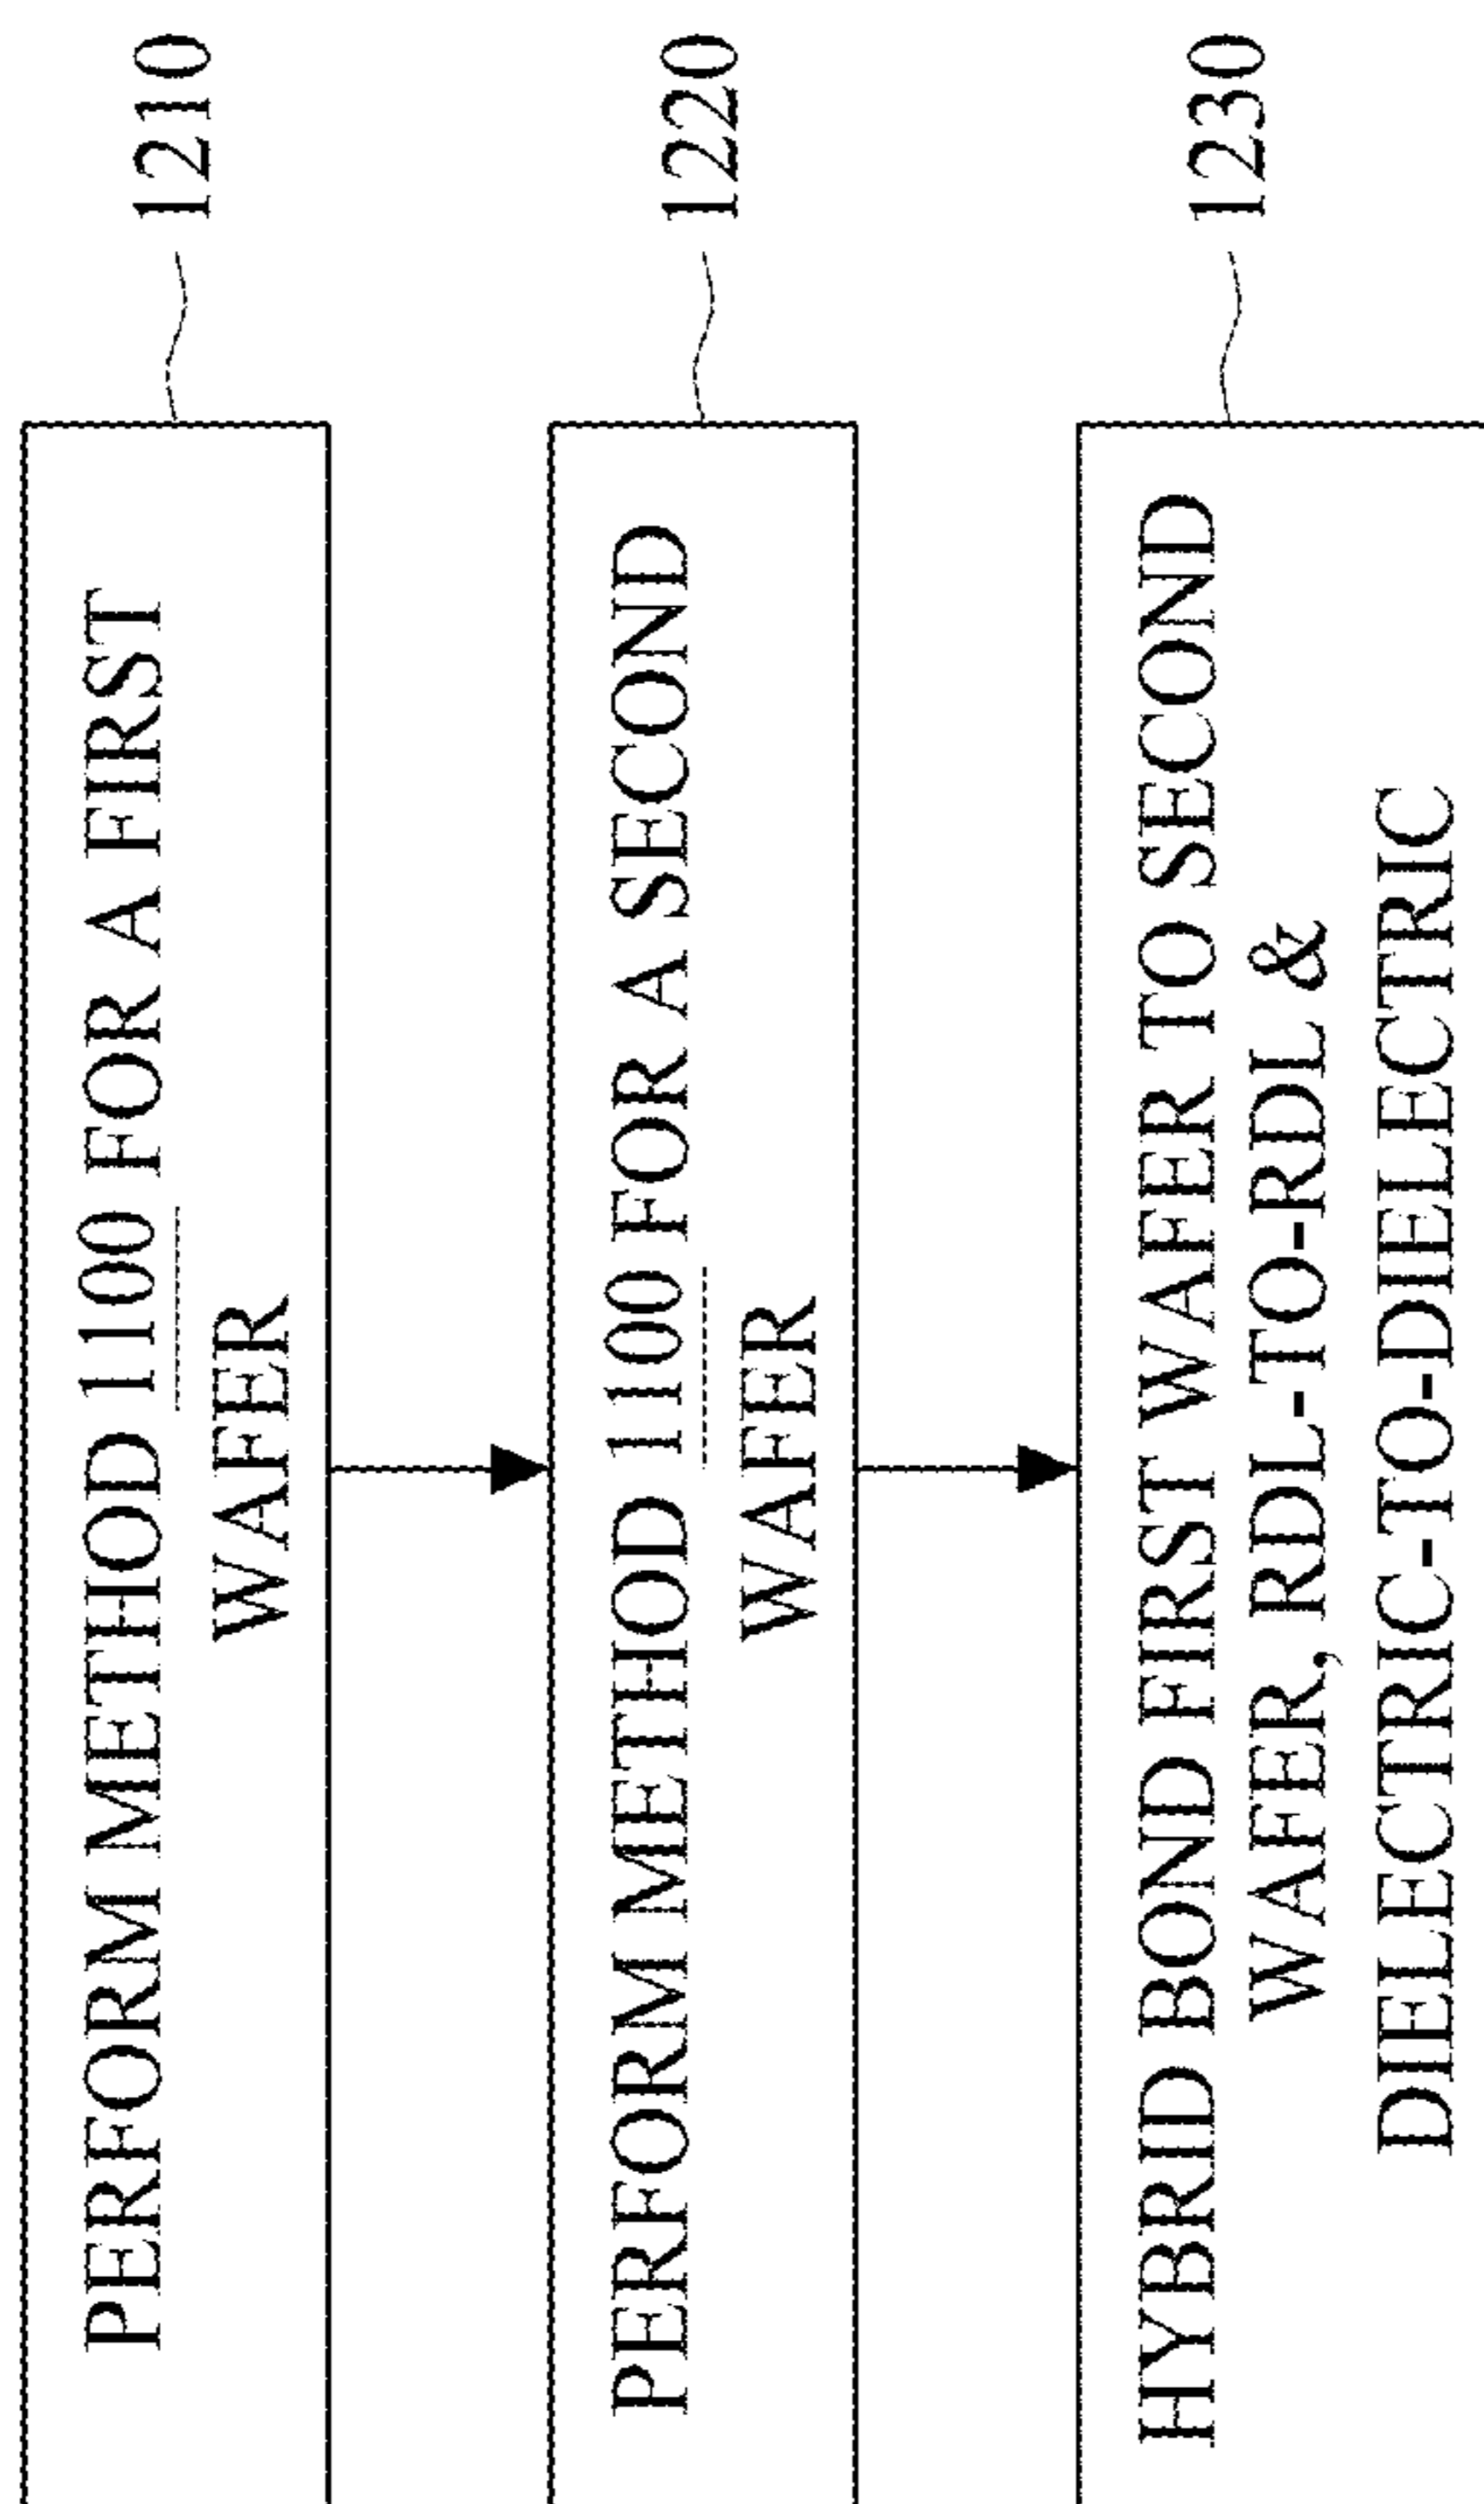 PERFORM METHOD 1100 FOR A FIRST
WAFER
1210
PERFORM METHOD 1100 FOR A SECOND
WAFER
1220
HYBRID BOND FIRST WAFER TO SECOND
WAFER, RDL-TO-RDL &
DIELECTRIC-TO-DIELECTRIC
1230